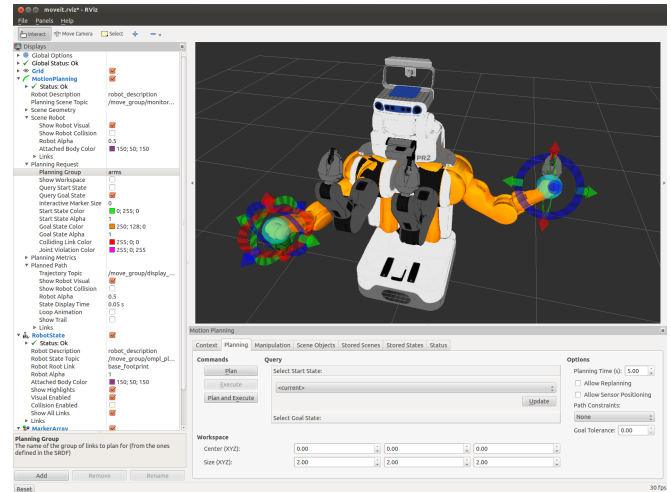 moveit.rviz* - RViz
File Panels Help
Interact Move Camera Select
Displays
Global Options
Global Status: Ok
Grid
MotionPlanning
Status: Ok
Robot Description robot_description
Planning Scene Topic /move_group/monitor...
Scene Geometry
Scene Robot
Show Robot Visual
Show Robot Collision
Robot Alpha 0.5
Attached Body Color 150; 50; 150
Links
Planning Request
Planning Group arms
Show Workspace
Query Start State
Query Goal State
Interactive Marker Size 0
Start State Color 0; 255; 0
Start State Alpha 1
Goal State Color 250; 128; 0
Goal State Alpha 1
Colliding Link Color 255; 0; 0
Joint Violation Color 255; 0; 255
Planning Metrics
Planned Path
Trajectory Topic /move_group/display_...
Show Robot Visual
Show Robot Collision
Robot Alpha 0.5
State Display Time 0.05 s
Loop Animation
Show Trail
Links
RobotState
Status: Ok
Robot Description robot_description
Robot State Topic /move_group/ompl_pl...
Robot Root Link base_footprint
Robot Alpha 1
Attached Body Color 150; 50; 150
Show Highlights
Visual Enabled
Collision Enabled
Show All Links
Links
MarkerArray
Planning Group
The name of the group of links to plan for (from the ones
defined in the SRDF)
Add Remove Rename
Reset
PR2
Motion Planning
Context Planning Manipulation Scene Objects Stored Scenes Stored States Status
Commands Query Options
Plan Select Start State: Planning Time (s): 5.00
Execute <current> Allow Replanning
Plan and Execute Update Allow Sensor Positioning
Path Constraints:
Select Goal State: None
Goal Tolerance: 0.00
Workspace
Center (XYZ): 0.00 0.00 0.00
Size (XYZ): 2.00 2.00 2.00
30 fps